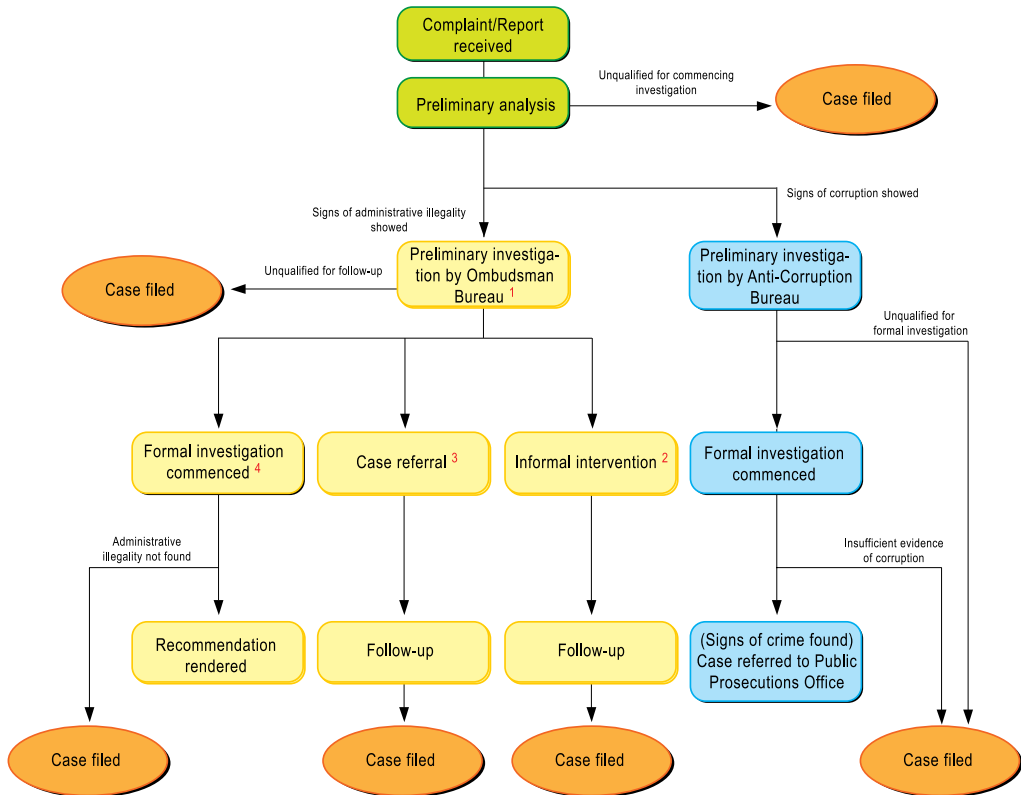 Complaint/Report
received
Preliminary analysis
Unqualified for commencing
investigation
Case filed
Signs of administrative illegality
showed
Signs of corruption showed
Preliminary investiga-
tion by Ombudsman
Bureau 1
Unqualified for follow-up
Case filed
Preliminary investiga-
tion by Anti-Corruption
Bureau
Unqualified for
formal investigation
Formal investigation
commenced 4
Case referral 3
Informal intervention 2
Formal investigation
commenced
Administrative
illegality not found
Insufficient evidence
of corruption
Recommendation
rendered
Follow-up
Follow-up
(Signs of crime found)
Case referred to Public
Prosecutions Office
Case filed
Case filed
Case filed
Case filed